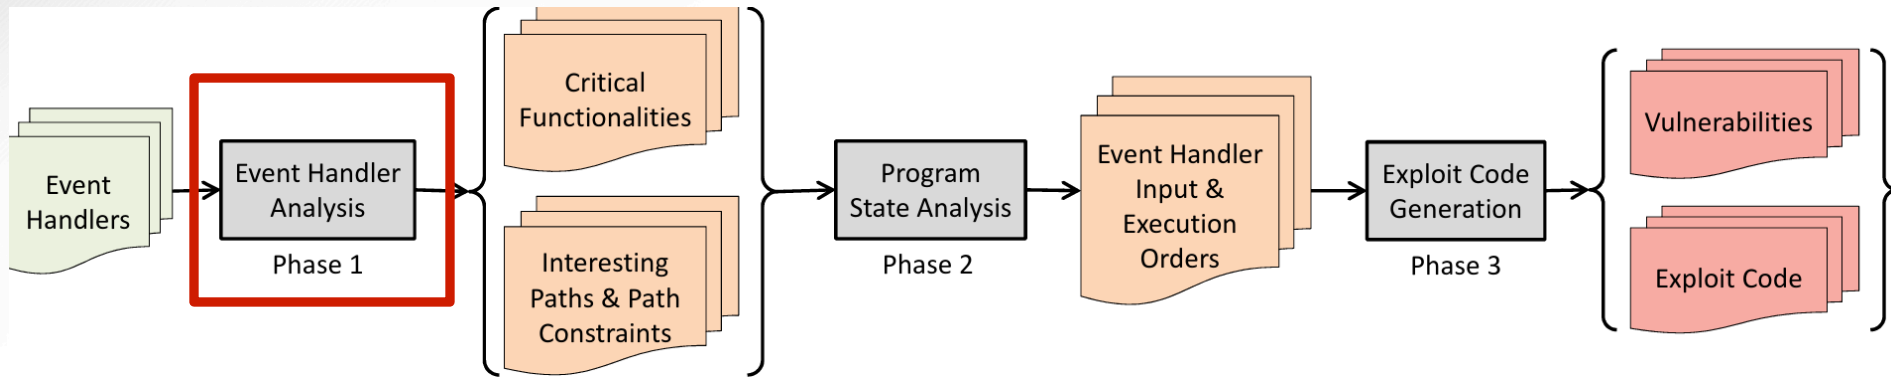 Event
Handlers
Event Handler
Analysis
Phase 1
Critical
Functionalities
Interesting
Paths & Path
Constraints
Program
State Analysis
Phase 2
Event Handler
Input &
Execution
Orders
Exploit Code
Generation
Phase 3
Vulnerabilities
Exploit Code